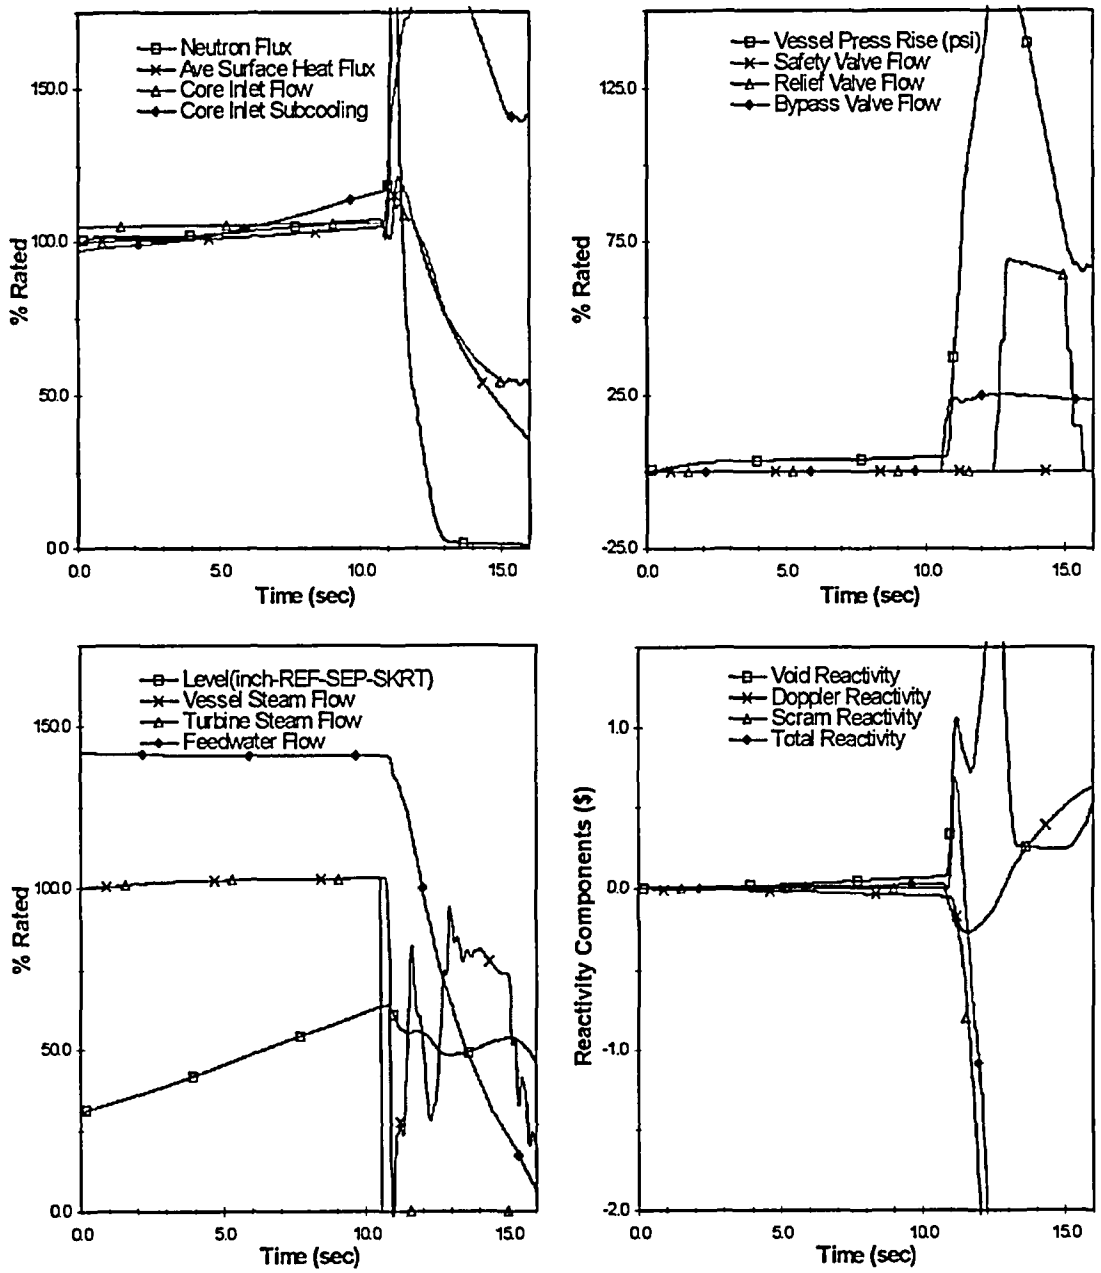 Neutron Flux
Ave Surface Heat Flux
Core Inlet Flow
Core Inlet Subcooling
150.0
100.0
50.0
0.0
% Rated
0.0 5.0 10.0 15.0
Time (sec)
Vessel Press Rise (psi)
Safety Valve Flow
Relief Valve Flow
Bypass Valve Flow
125.0
75.0
25.0
-25.0
% Rated
0.0 5.0 10.0 15.0
Time (sec)
Level(inch-REF-SEP-SKRT)
Vessel Steam Flow
Turbine Steam Flow
Feedwater Flow
150.0
100.0
50.0
0.0
% Rated
0.0 5.0 10.0 15.0
Time (sec)
Void Reactivity
Doppler Reactivity
Scram Reactivity
Total Reactivity
1.0
0.0
-1.0
-2.0
Reactivity Components ($)
0.0 5.0 10.0 15.0
Time (sec)